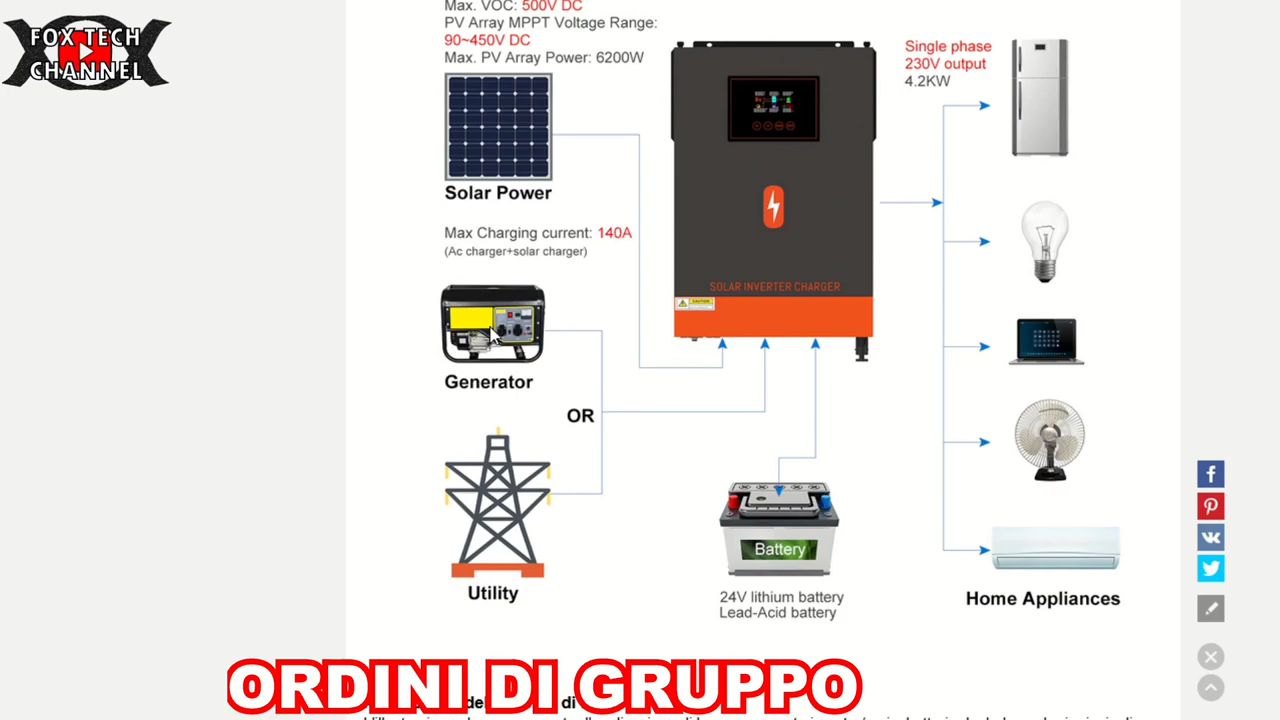 FOX TECH
CHANNEL
Max. VOC: 500V DC
PV Array MPPT Voltage Range:
90~450V DC
Max. PV Array Power: 6200W
Single phase
230V output
4.2KW
Solar Power
Max Charging current: 140A
(Ac charger+solar charger)
SOLAR INVERTER CHARGER
CAUTION
Generator
OR
Utility
Battery
24V lithium battery
Lead-Acid battery
Home Appliances
ORDINI DI GRUPPO